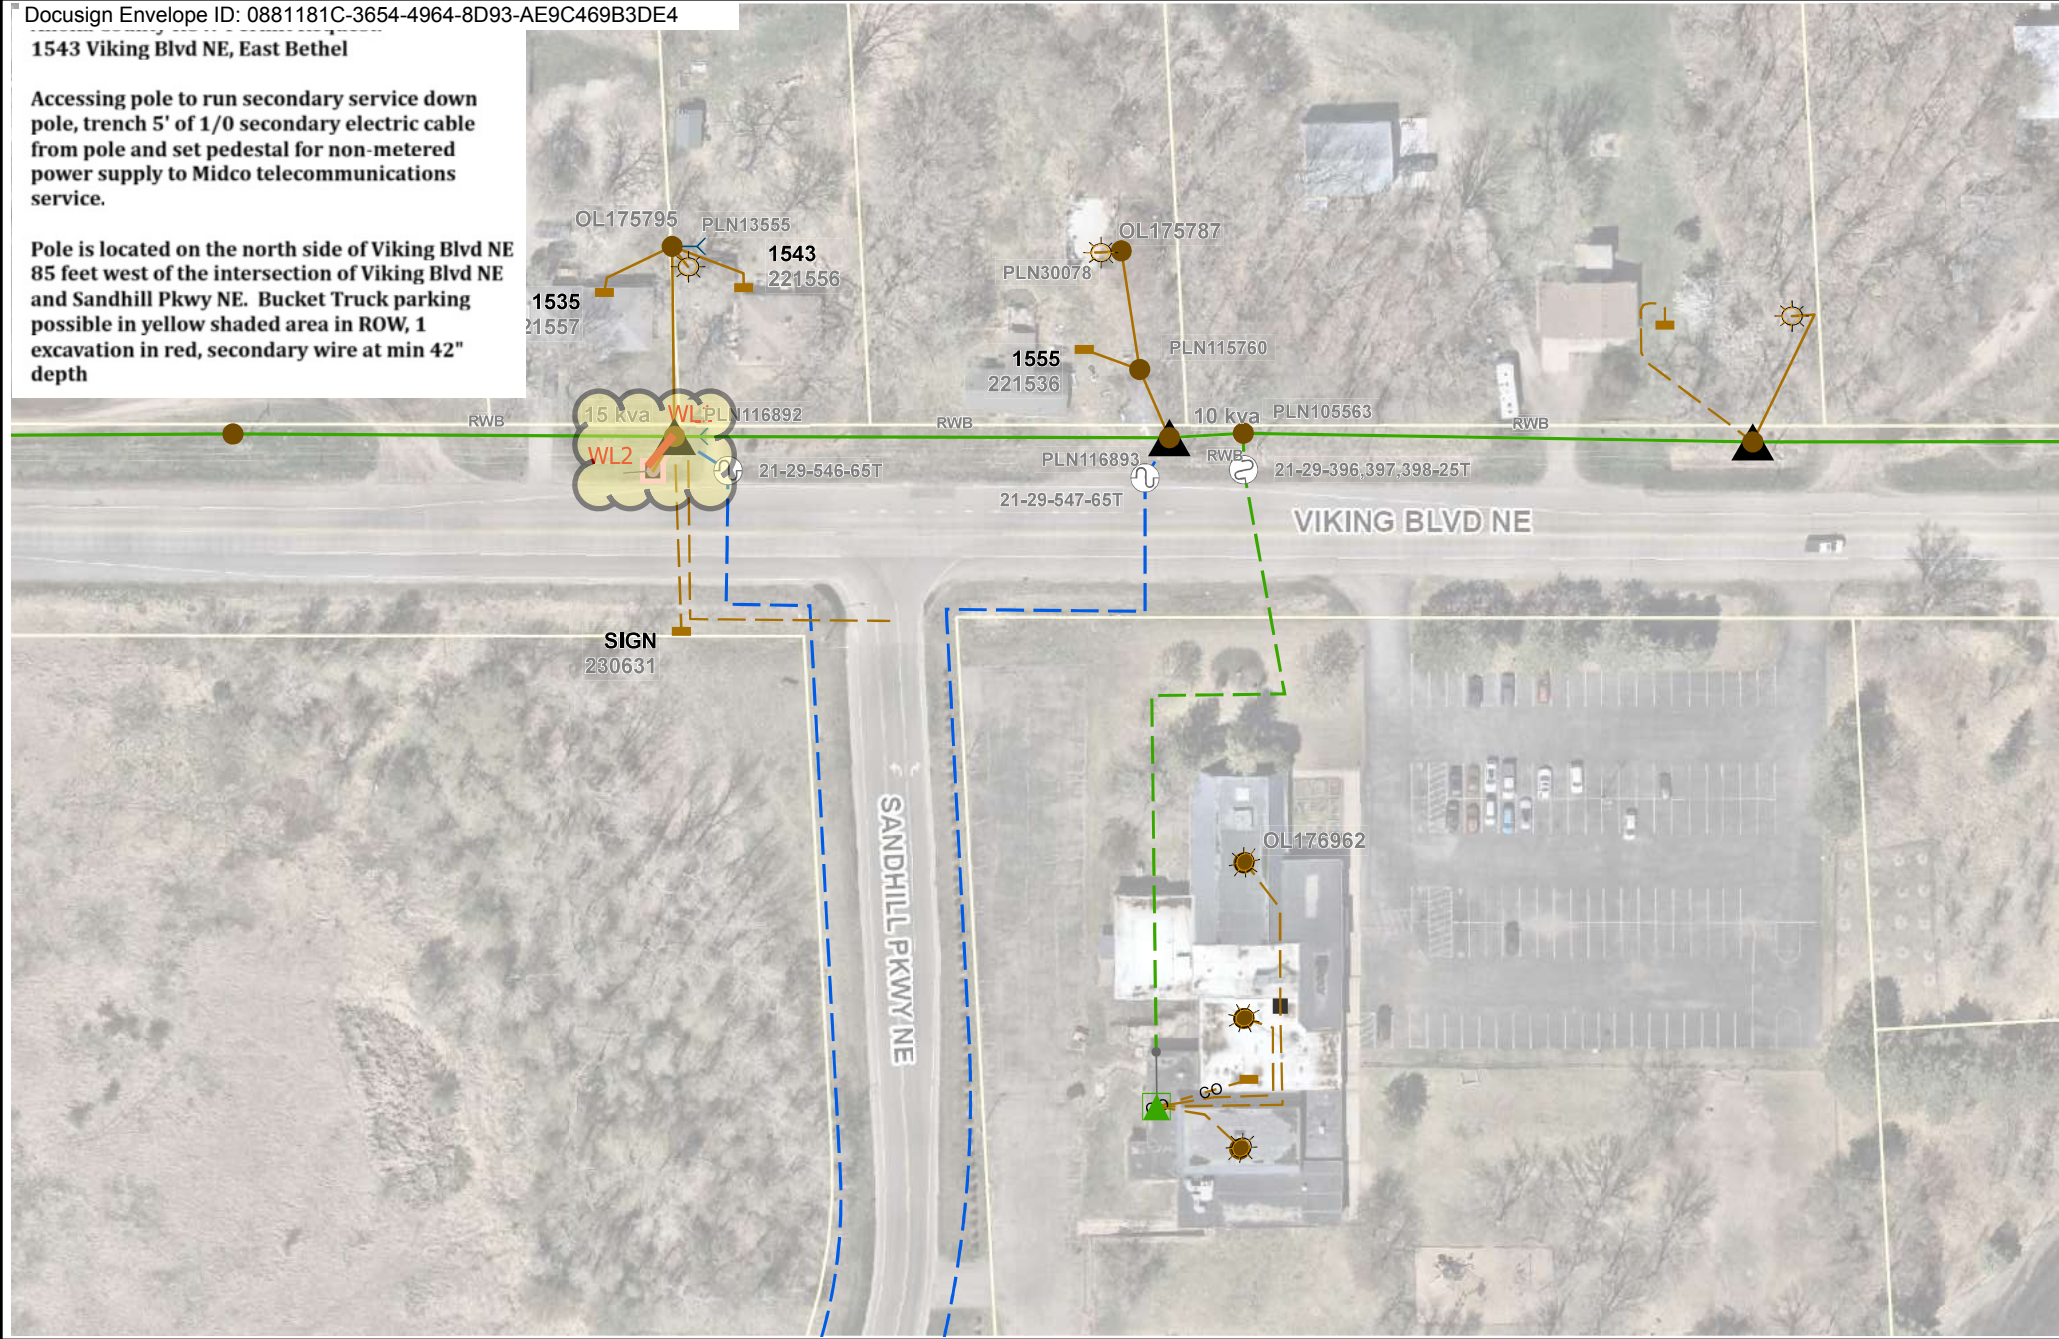 Docusign Envelope ID: 0881181C-3654-4964-8D93-AE9C469B3DE4
1543 Viking Blvd NE, East Bethel
Accessing pole to run secondary service down
pole, trench 5' of 1/0 secondary electric cable
from pole and set pedestal for non-metered
power supply to Midco telecommunications
service.
Pole is located on the north side of Viking Blvd NE
85 feet west of the intersection of Viking Blvd NE
and Sandhill Pkwy NE. Bucket Truck parking
possible in yellow shaded area in ROW, 1
excavation in red, secondary wire at min 42"
depth
OL175795
PLN13555
1543
221556
1535
21557
OL175787
PLN30078
PLN115760
1555
221536
15 kva
WL
PLN116892
WL2
21-29-546-65T
RWB
RWB
10 kva
PLN105563
RWB
PLN116893
RWB
21-29-396,397,398-25T
21-29-547-65T
VIKING BLVD NE
SIGN
230631
SANDHILL PKWY NE
OL176962